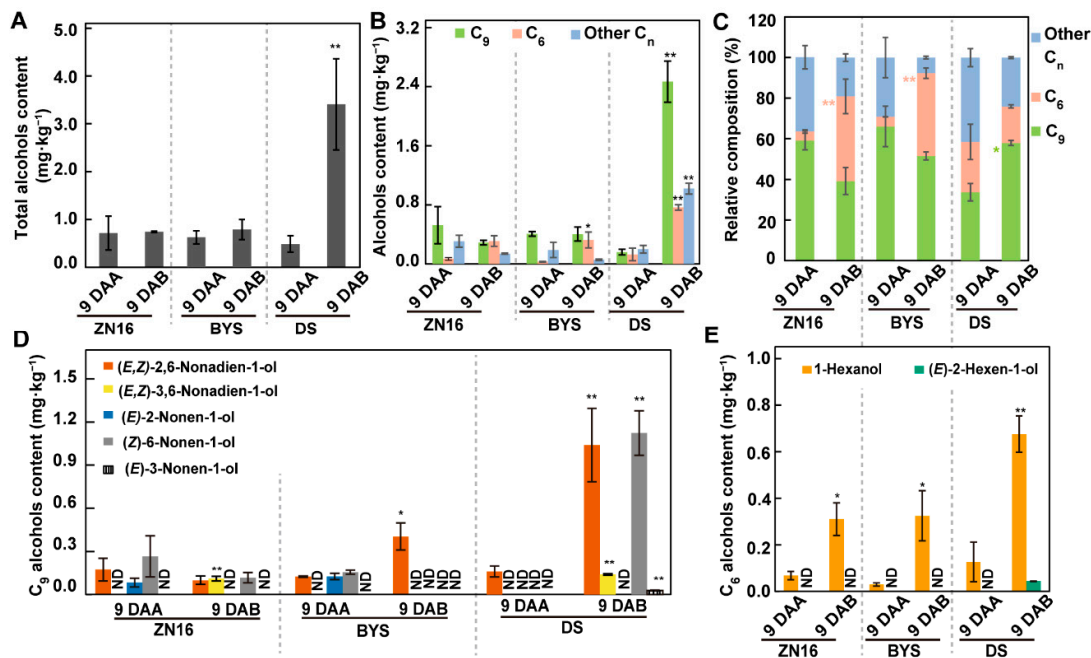 A
Total alcohols content
(mg·kg⁻¹)
5.0
4.0
3.0
2.0
1.0
0.0
**
9 DAA
9 DAB
9 DAA
9 DAB
9 DAA
9 DAB
ZN16
BYS
DS
B
Alcohols content (mg·kg⁻¹)
C₉
C₆
Other Cₙ
3.2
2.4
1.6
0.8
0.0
*
**
**
**
9 DAA
9 DAB
9 DAA
9 DAB
9 DAA
9 DAB
ZN16
BYS
DS
C
Relative composition (%)
120
100
80
60
40
20
0
**
**
*
Other
Cₙ
C₆
C₉
9 DAA
9 DAB
9 DAA
9 DAB
9 DAA
9 DAB
ZN16
BYS
DS
D
C₉ alcohols content (mg·kg⁻¹)
1.5
1.2
0.9
0.6
0.3
0.0
(E,Z)-2,6-Nonadien-1-ol
(E,Z)-3,6-Nonadien-1-ol
(E)-2-Nonen-1-ol
(Z)-6-Nonen-1-ol
(E)-3-Nonen-1-ol
ND
ND
**
ND
ND
ND
ND
*
ND
ND
ND
ND
ND
ND
ND
ND
**
**
ND
**
**
9 DAA
9 DAB
9 DAA
9 DAB
9 DAA
9 DAB
ZN16
BYS
DS
E
C₆ alcohols content (mg·kg⁻¹)
1.0
0.8
0.6
0.4
0.2
0.0
1-Hexanol
(E)-2-Hexen-1-ol
ND
*
ND
ND
*
ND
ND
**
9 DAA
9 DAB
9 DAA
9 DAB
9 DAA
9 DAB
ZN16
BYS
DS